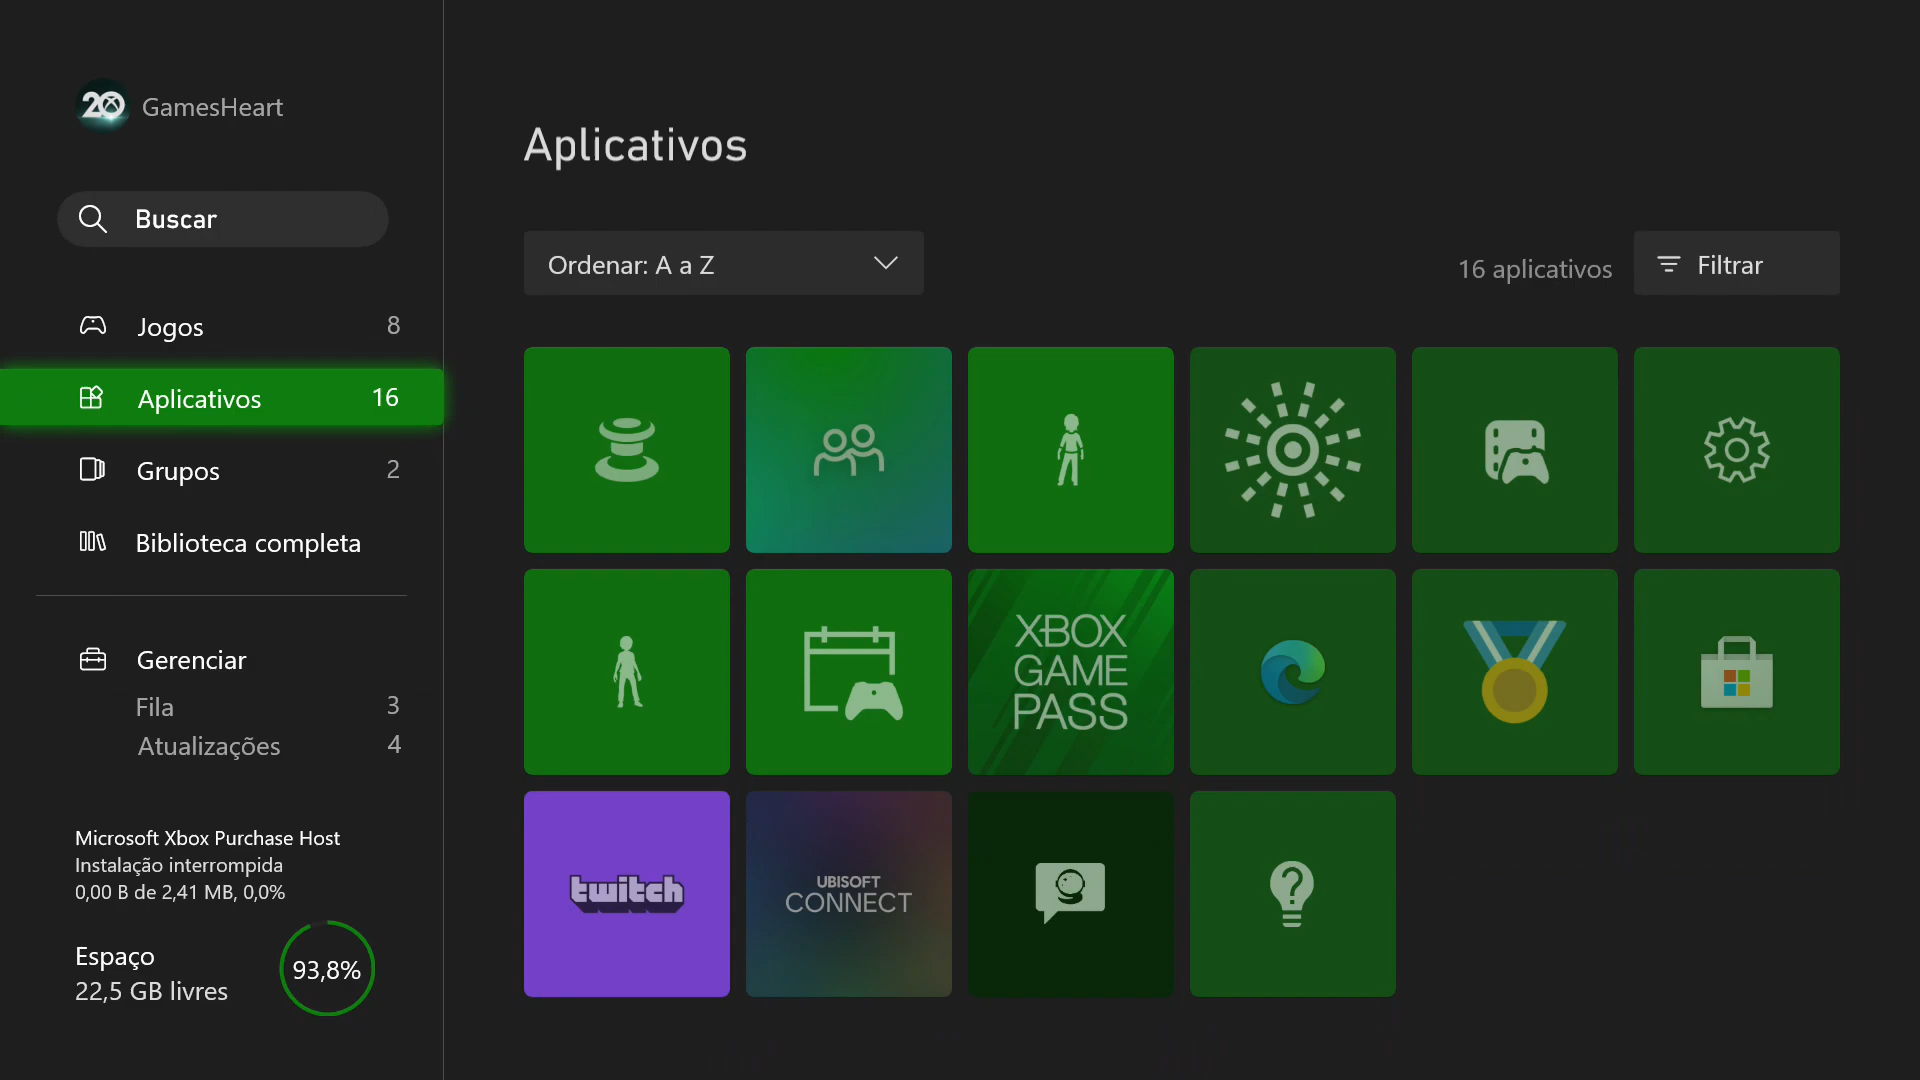 20
GamesHeart
Buscar
Jogos 8
Aplicativos 16
Grupos 2
Biblioteca completa
Gerenciar
Fila 3
Atualizações 4
Microsoft Xbox Purchase Host
Instalação interrompida
0,00 B de 2,41 MB, 0,0%
Espaço
22,5 GB livres
93,8%
Aplicativos
Ordenar: A a Z
16 aplicativos
Filtrar
XBOX
GAME
PASS
twitch
UBISOFT
CONNECT
?